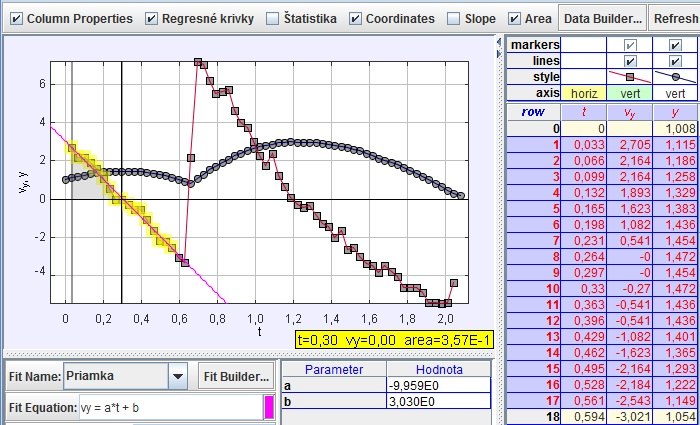 Column Properties Regresné krivky Štatistika Coordinates Slope Area Data Builder... Refresh
markers
lines
style
axis horiz vert vert
row t vy y
0 0 1,008
1 0,033 2,705 1,115
2 0,066 2,164 1,186
3 0,099 2,164 1,258
4 0,132 1,893 1,329
5 0,165 1,623 1,383
6 0,198 1,082 1,436
7 0,231 0,541 1,454
8 0,264 -0 1,472
9 0,297 -0 1,454
10 0,33 -0,27 1,472
11 0,363 -0,541 1,436
12 0,396 -0,541 1,436
13 0,429 -1,082 1,401
14 0,462 -1,623 1,365
15 0,495 -2,164 1,293
16 0,528 -2,184 1,222
17 0,561 -2,543 1,149
18 0,594 -3,021 1,054
vy, y
6
4
2
0
-2
-4
0 0,2 0,4 0,6 0,8 1,0 1,2 1,4 1,6 1,8 2,0
t
t=0,30 vy=0,00 area=3,57E-1
Fit Name: Priamka Fit Builder...
Fit Equation: vy = a*t + b
Parameter Hodnota
a -9,959E0
b 3,030E0